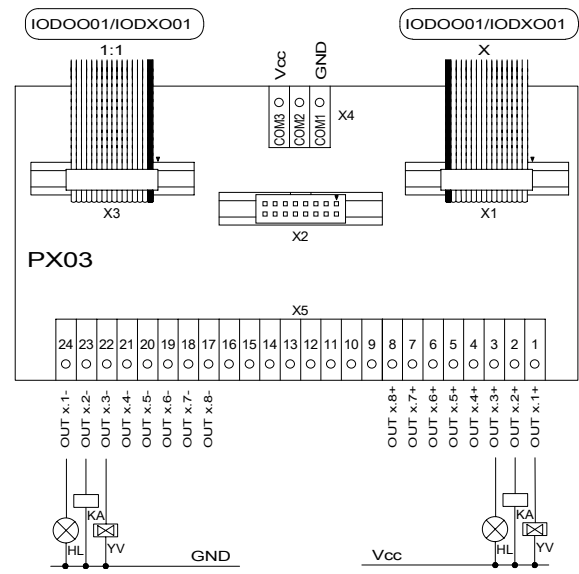 IODOO01/IODXO01 IODOO01/IODXO01
1:1 X
Vcc GND
COM3 COM2 COM1 X4
X3 X1
X2
PX03
X5
24 23 22 21 20 19 18 17 16 15 14 13 12 11 10 9 8 7 6 5 4 3 2 1
OUT x.1- OUT x.2- OUT x.3- OUT x.4- OUT x.5- OUT x.6- OUT x.7- OUT x.8- OUT x.8+ OUT x.7+ OUT x.6+ OUT x.5+ OUT x.4+ OUT x.3+ OUT x.2+ OUT x.1+
KA KA
HL YV HL YV
GND Vcc